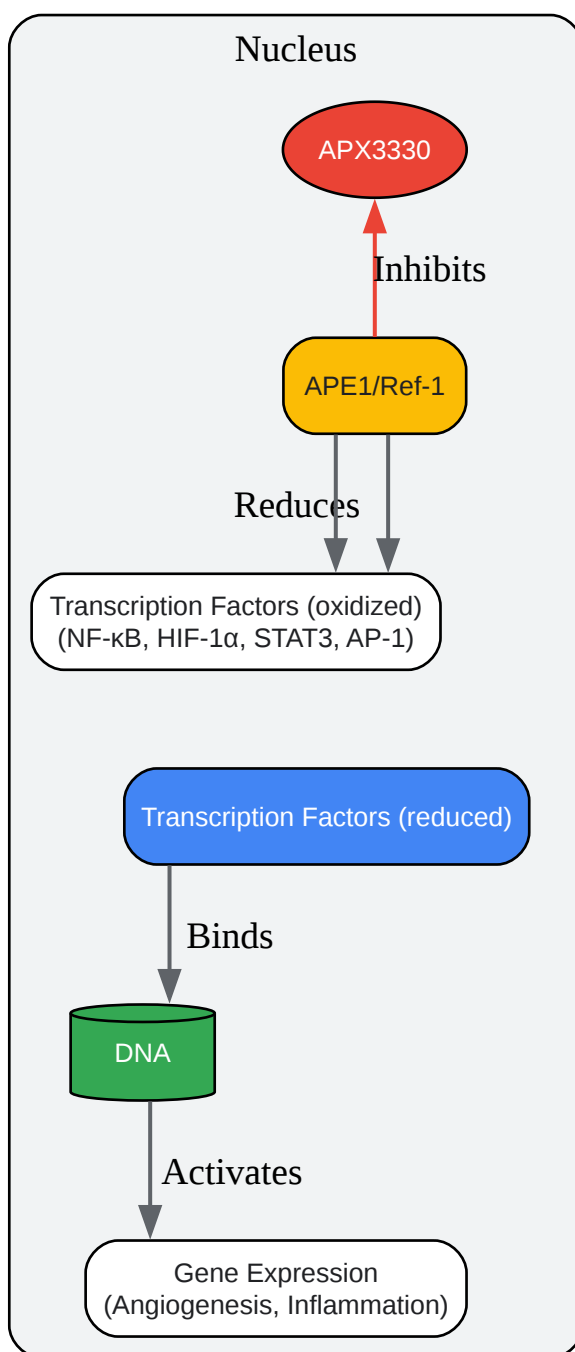 Nucleus
APX3330
Inhibits
APE1/Ref-1
Reduces
Transcription Factors (oxidized)
(NF-κB, HIF-1α, STAT3, AP-1)
Transcription Factors (reduced)
Binds
DNA
Activates
Gene Expression
(Angiogenesis, Inflammation)